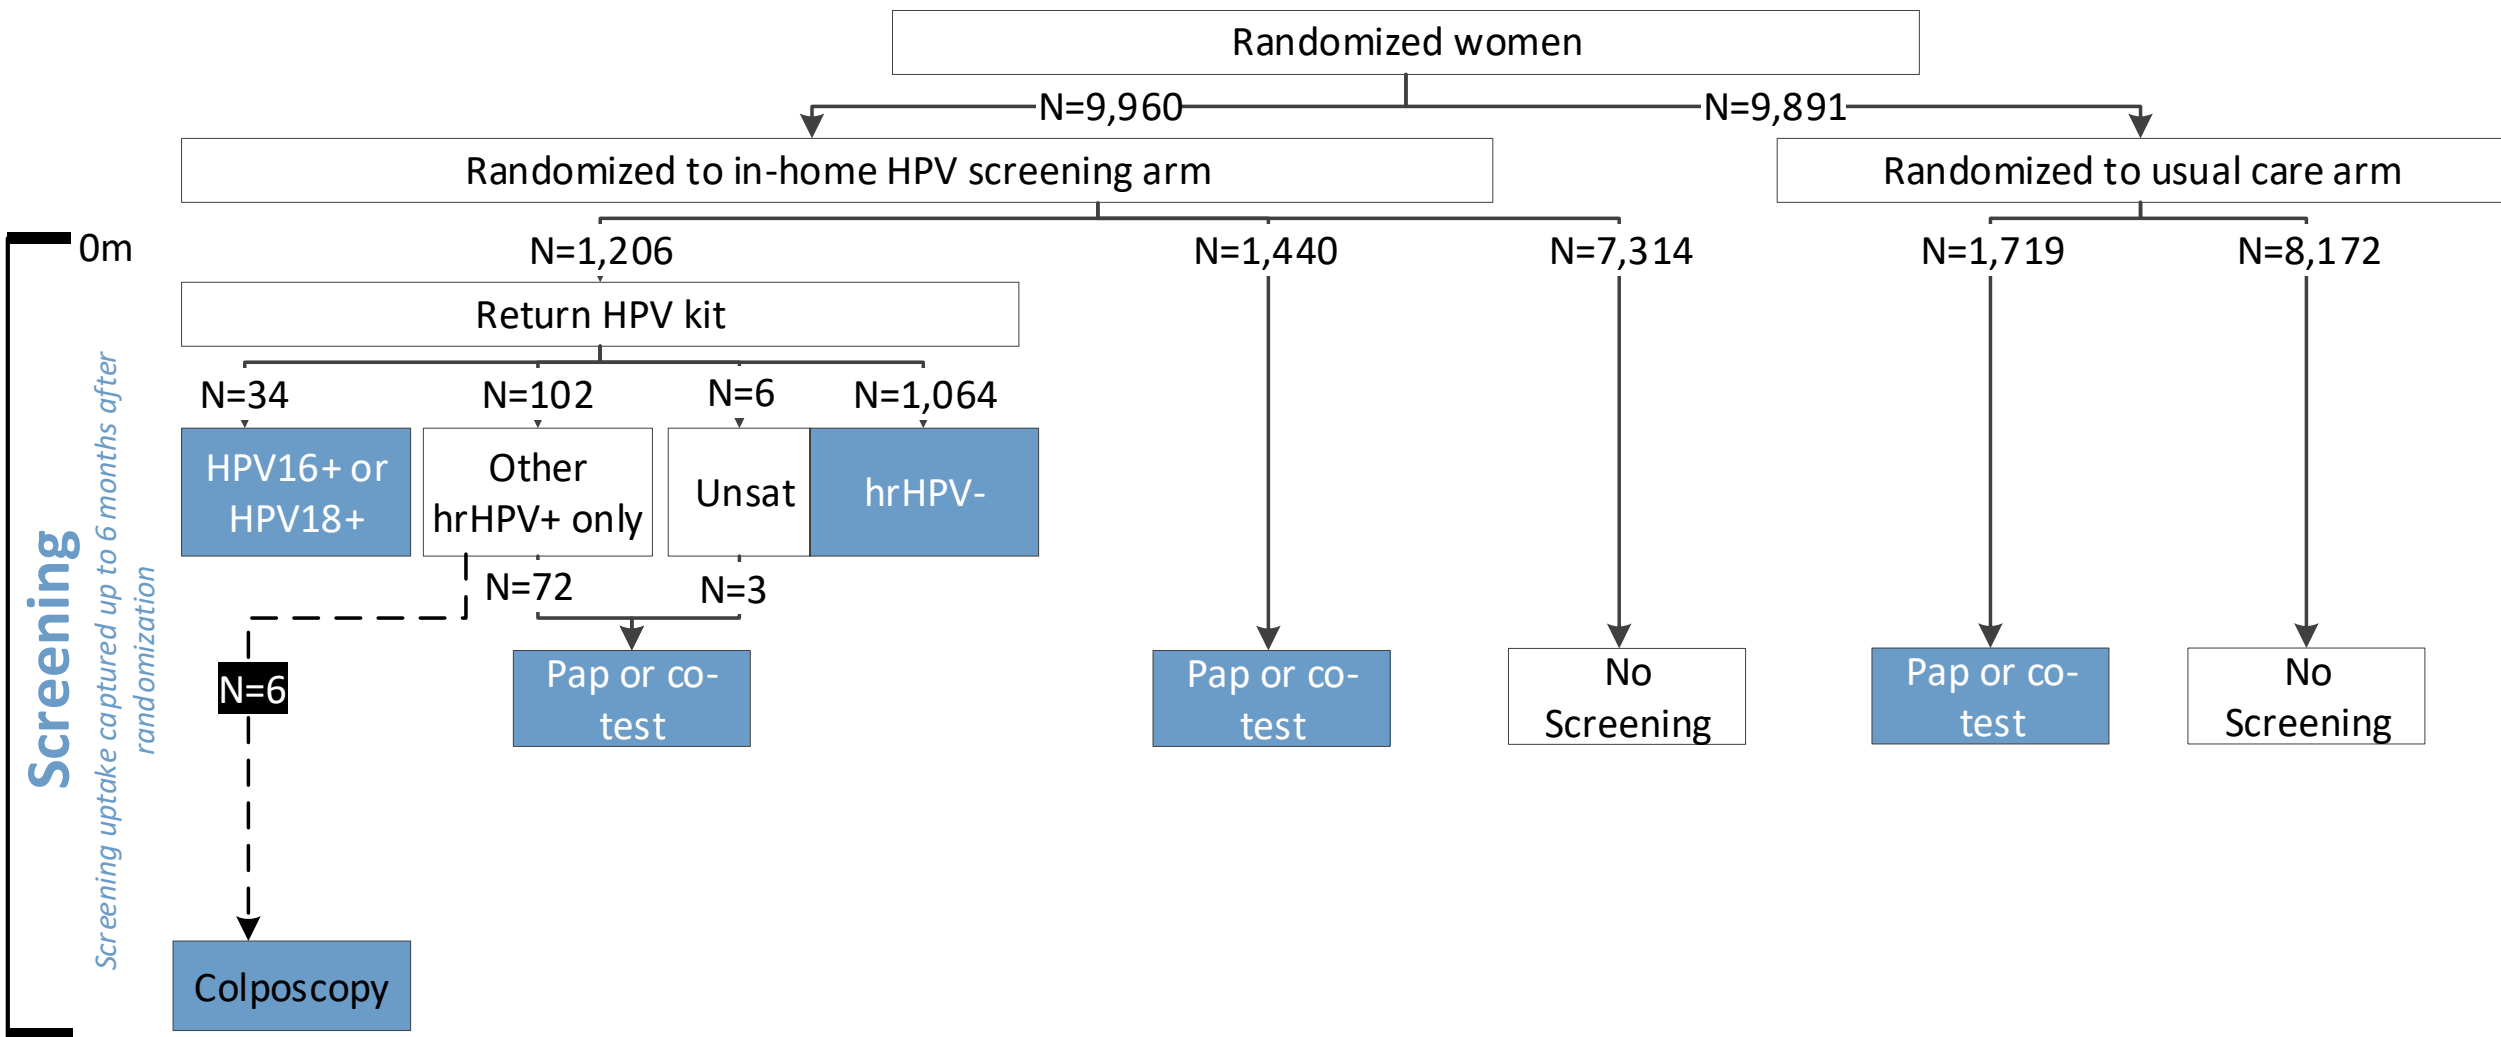 Randomized women
N=9,960
N=9,891
Randomized to in-home HPV screening arm
Randomized to usual care arm
0m
N=1,206
N=1,440
N=7,314
N=1,719
N=8,172
Return HPV kit
N=34
N=102
N=6
N=1,064
HPV16+ or
HPV18+
Other
hrHPV+ only
Unsat
hrHPV-
N=72
N=3
N=6
Pap or co-
test
Pap or co-
test
No
Screening
Pap or co-
test
No
Screening
Colposcopy
Screening
Screening uptake captured up to 6 months after
randomization